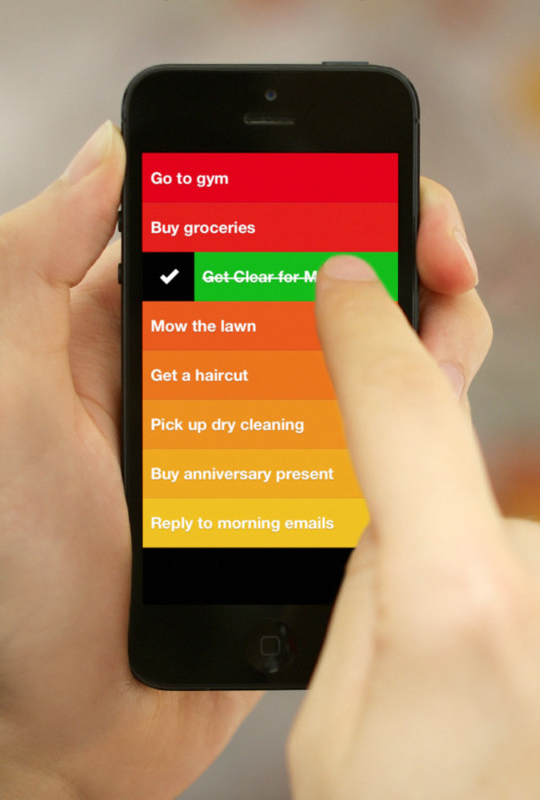 Go to gym
Buy groceries
Get Clear for M
Mow the lawn
Get a haircut
Pick up dry cleaning
Buy anniversary present
Reply to morning emails